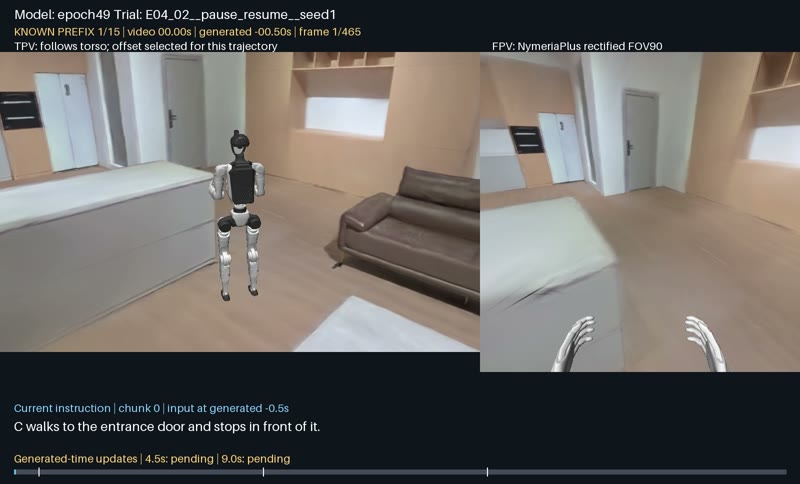 Model: epoch49 Trial: E04_02__pause_resume__seed1
KNOWN PREFIX 1/15 | video 00.00s | generated -00.50s | frame 1/465
TPV: follows torso; offset selected for this trajectory
FPV: NymeriaPlus rectified FOV90
Current instruction | chunk 0 | input at generated -0.5s
C walks to the entrance door and stops in front of it.
Generated-time updates | 4.5s: pending | 9.0s: pending